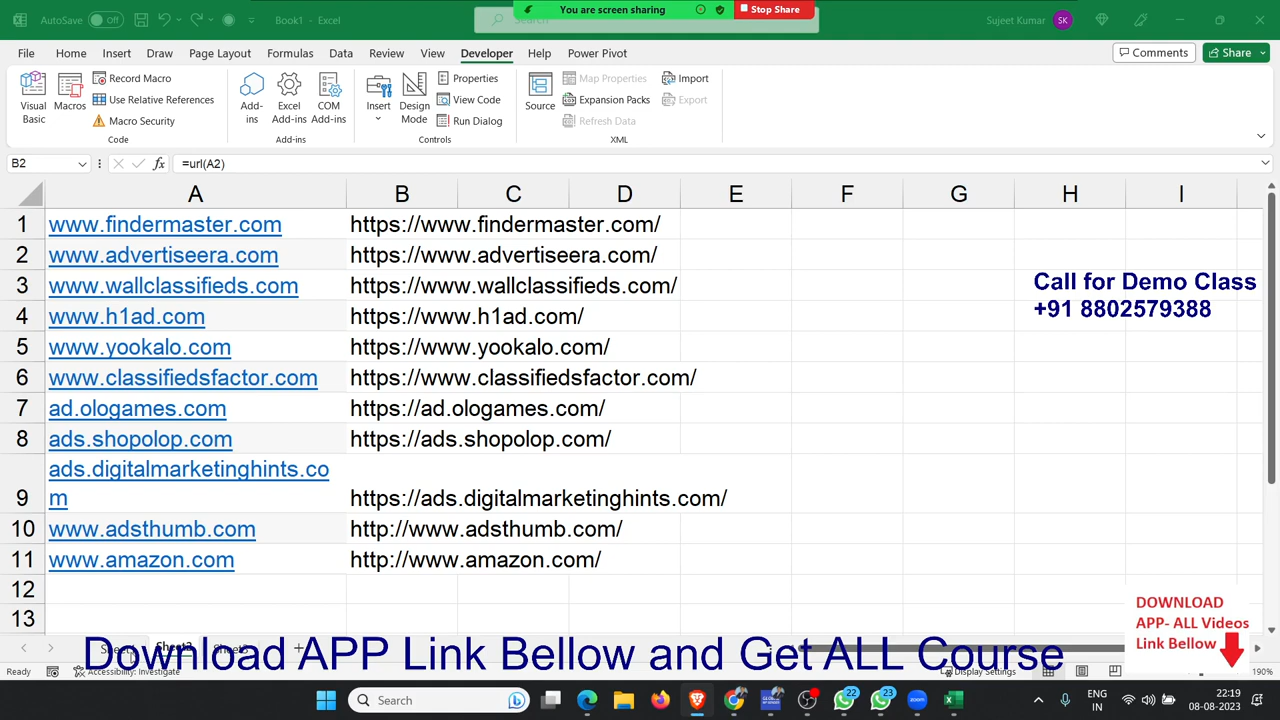 AutoSave Off Book1 - Excel Search You are screen sharing Stop Share Sujeet Kumar SK
File Home Insert Draw Page Layout Formulas Data Review View Developer Help Power Pivot Comments Share
Visual Basic
Macros
Record Macro
Use Relative References
Macro Security
Code
Add-ins
Excel Add-ins
COM Add-ins
Add-ins
Insert
Design Mode
Properties
View Code
Run Dialog
Controls
Source
Map Properties
Expansion Packs
Refresh Data
Import
Export
XML
B2 fx =url(A2)
A B C D E F G H I
1 www.findermaster.com https://www.findermaster.com/
2 www.advertiseera.com https://www.advertiseera.com/
3 www.wallclassifieds.com https://www.wallclassifieds.com/
4 www.h1ad.com https://www.h1ad.com/
5 www.yookalo.com https://www.yookalo.com/
6 www.classifiedsfactor.com https://www.classifiedsfactor.com/
7 ad.ologames.com https://ad.ologames.com/
8 ads.shopolop.com https://ads.shopolop.com/
ads.digitalmarketinghints.co
9 m https://ads.digitalmarketinghints.com/
10 www.adsthumb.com http://www.adsthumb.com/
11 www.amazon.com http://www.amazon.com/
12
13
Call for Demo Class
+91 8802579388
DOWNLOAD
APP- ALL Videos
Link Bellow
Download APP Link Bellow and Get ALL Course
Ready Accessibility: Investigate Display Settings 190%
Search 22 23 ENG IN 22:19 08-08-2023